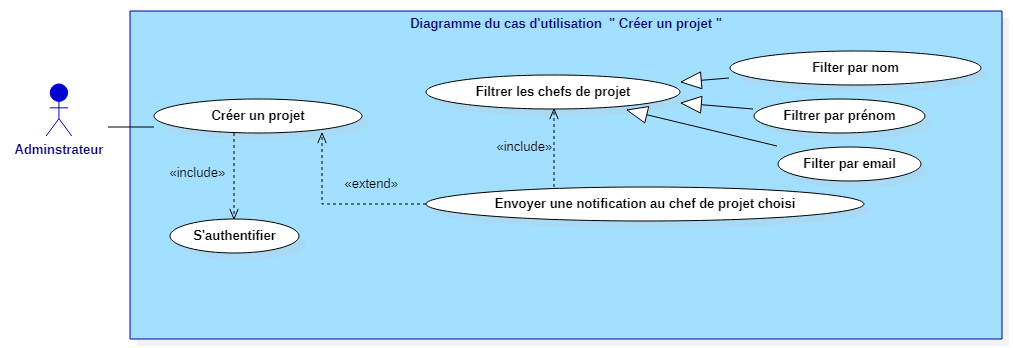 Diagramme du cas d'utilisation " Créer un projet "
Filter par nom
Filtrer les chefs de projet
Créer un projet
Filtrer par prénom
Adminstrateur
«include»
Filter par email
«include»
«extend»
Envoyer une notification au chef de projet choisi
S'authentifier